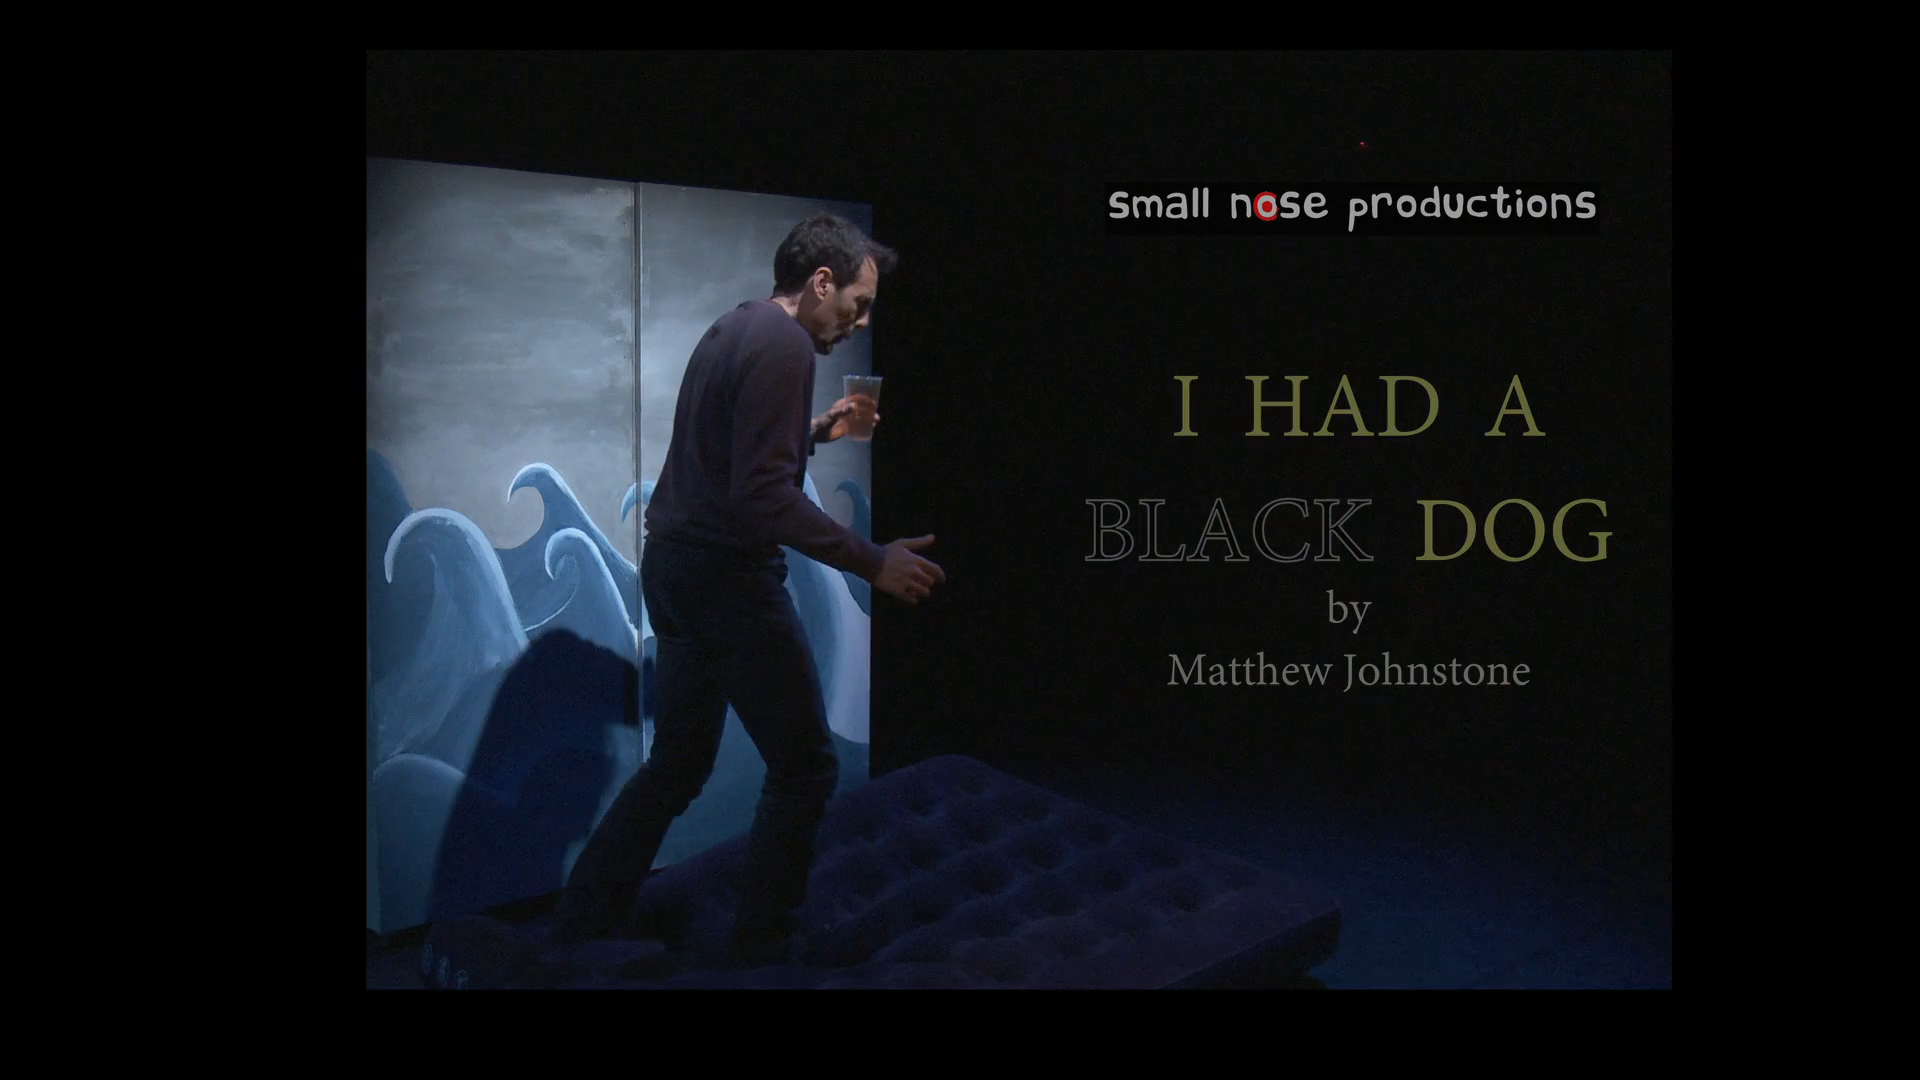 small nose productions
I HAD A
BLACK DOG
by
Matthew Johnstone